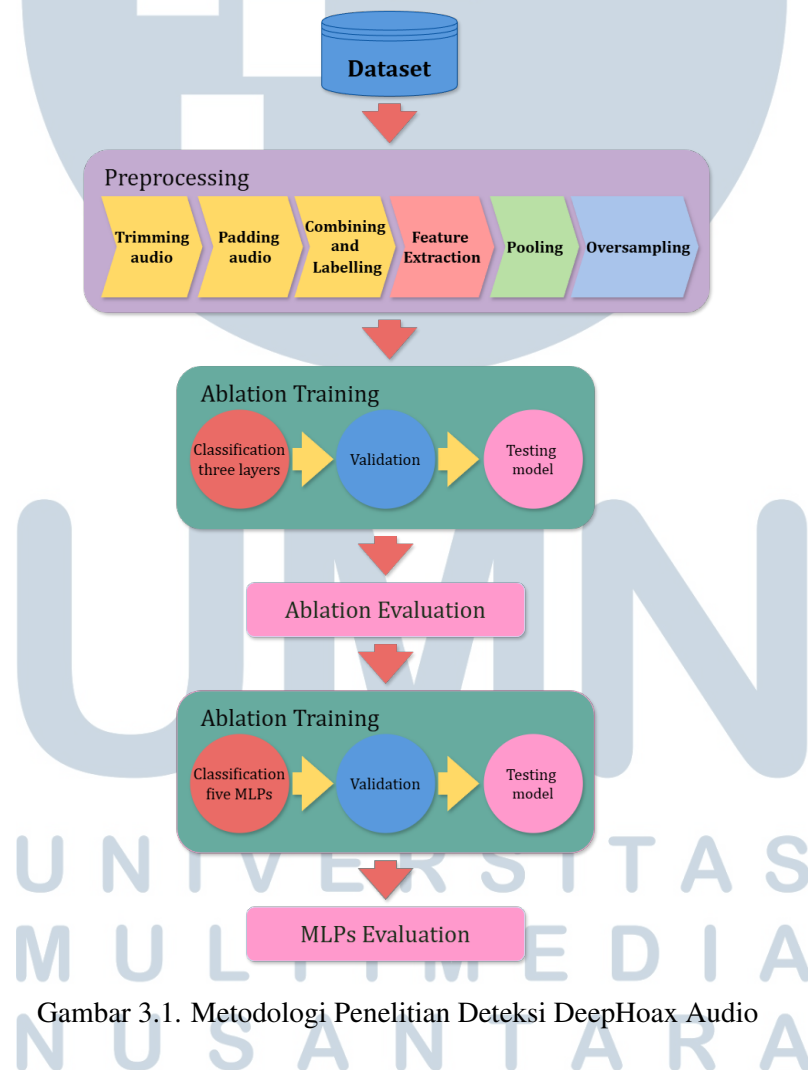 Dataset
Preprocessing
Trimming
audio
Padding
audio
Combining
and
Labelling
Feature
Extraction
Pooling
Oversampling
Ablation Training
Classification
three layers
Validation
Testing
model
Ablation Evaluation
Ablation Training
Classification
five MLPs
Validation
Testing
model
MLPs Evaluation
Gambar 3.1. Metodologi Penelitian Deteksi DeepHoax Audio
UMN
UNIVERSITAS
MULTIMEDIA
NUSANTARA